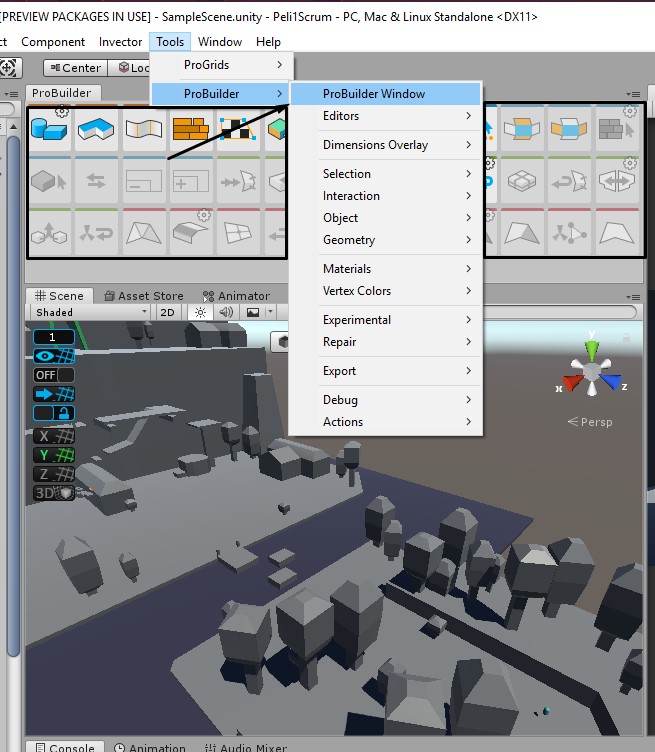 [PREVIEW PACKAGES IN USE] - SampleScene.unity - Peli1Scrum - PC, Mac & Linux Standalone <DX11>
Component Invector Tools Window Help
Center
ProGrids >
ProBuilder >
ProBuilder
ProBuilder Window
Editors >
Dimensions Overlay >
Selection >
Interaction >
Object >
Geometry >
Materials >
Vertex Colors >
Experimental >
Repair >
Export >
Debug >
Actions >
Scene Asset Store Animator
Shaded 2D
1
OFF
X
Y
Z
3D
y
x
z
Persp
Console Animation Audio Mixer